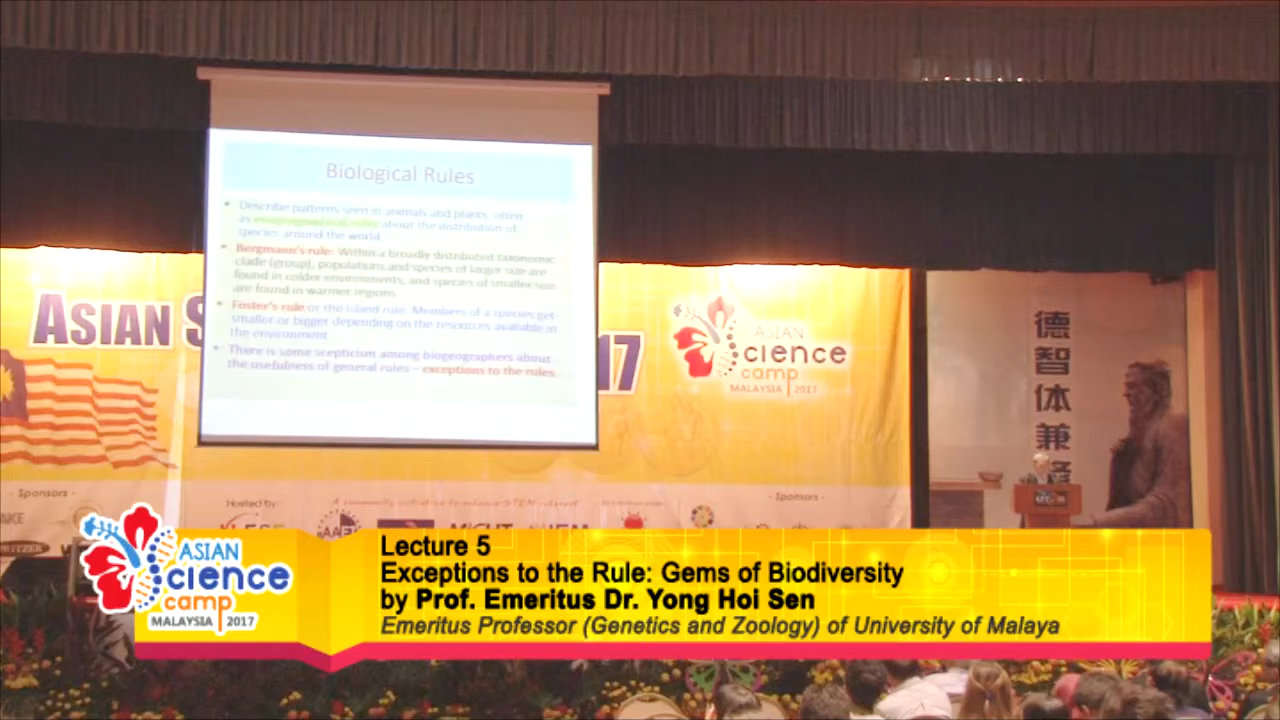 Biological Rules
• Describe patterns seen in animals and plants, often
as ecogeographical rules about the distribution of
species around the world
• Bergmann's rule: Within a broadly distributed taxonomic
clade (group), populations and species of larger size are
found in colder environments, and species of smaller size
are found in warmer regions
• Foster's rule or the island rule: Members of a species get
smaller or bigger depending on the resources available in
the environment
• There is some scepticism among biogeographers about
the usefulness of general rules – exceptions to the rules
ASIAN S
17
ASIAN
cience
camp
MALAYSIA 2017
德智体兼
- Sponsors -
Hosted by
- Sponsors -
MiGHT
ASIAN
cience
camp
MALAYSIA 2017
Lecture 5
Exceptions to the Rule: Gems of Biodiversity
by Prof. Emeritus Dr. Yong Hoi Sen
Emeritus Professor (Genetics and Zoology) of University of Malaya